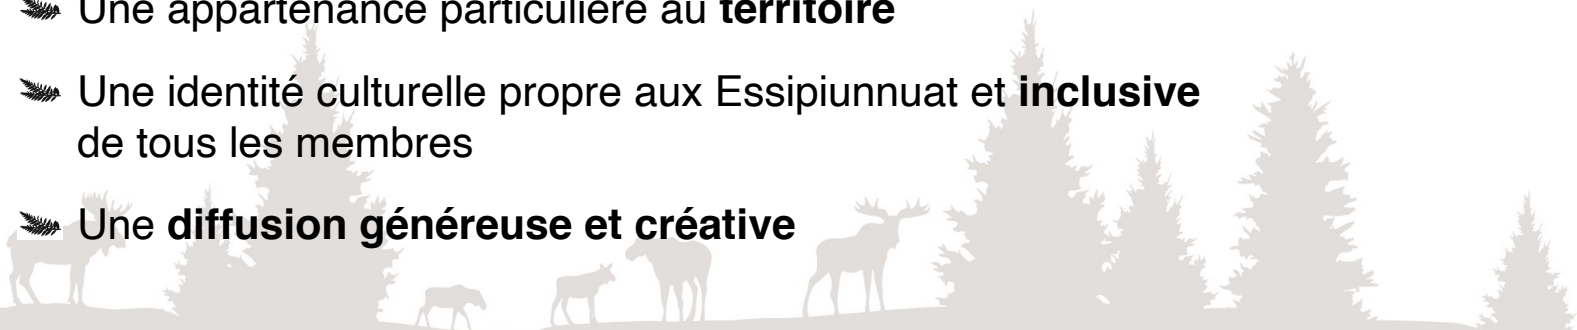 Une appartenance particulière au territoire
Une identité culturelle propre aux Essipiunnuat et inclusive
de tous les membres
Une diffusion généreuse et créative